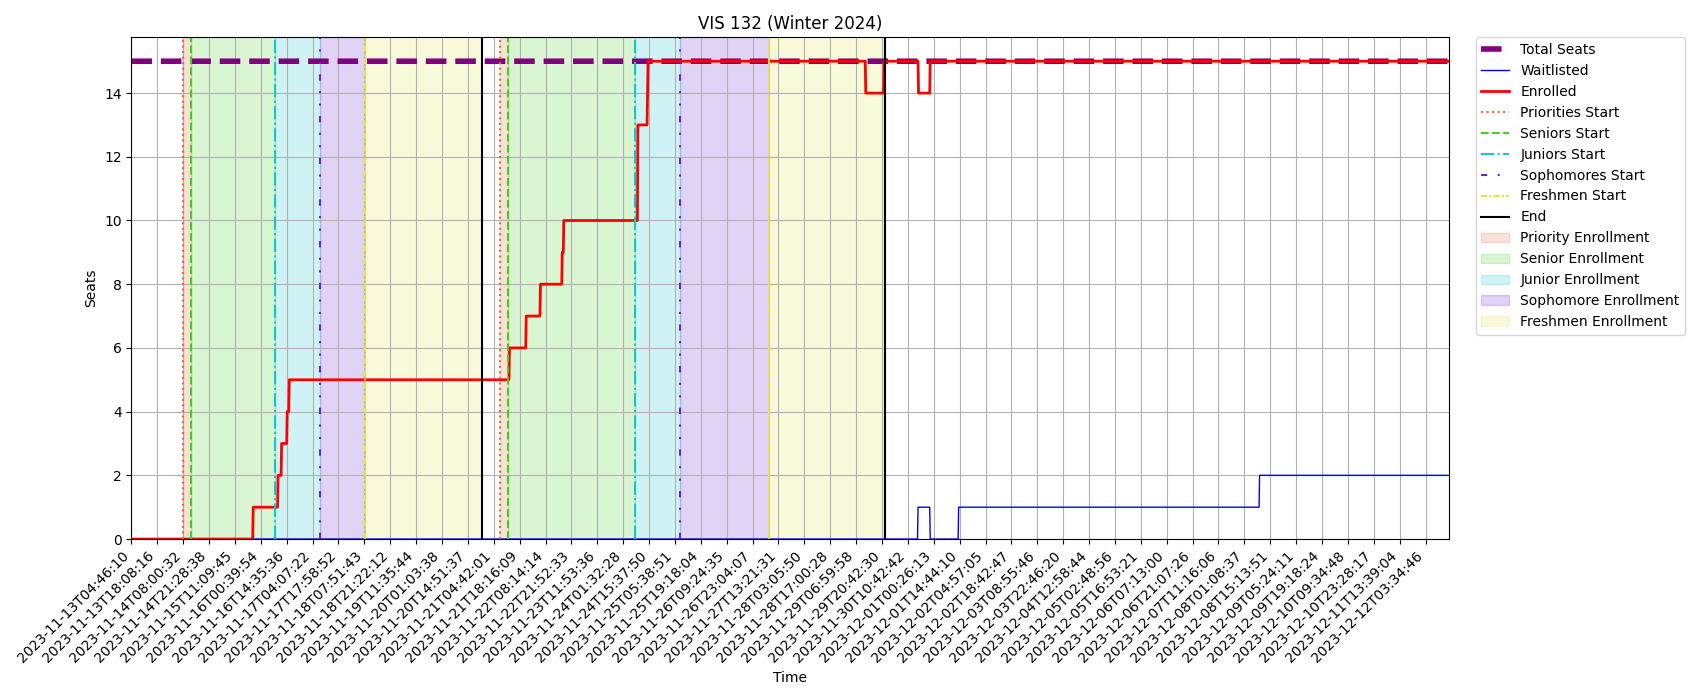 VIS 132 (Winter 2024)
Total Seats
Waitlisted
Enrolled
Priorities Start
Seniors Start
Juniors Start
Sophomores Start
Freshmen Start
End
Priority Enrollment
Senior Enrollment
Junior Enrollment
Sophomore Enrollment
Freshmen Enrollment
Seats
14
12
10
8
6
4
2
0
2023-11-13T04:46:10
2023-11-13T18:08:16
2023-11-14T08:00:32
2023-11-14T21:28:38
2023-11-15T11:09:45
2023-11-16T00:39:54
2023-11-16T14:35:36
2023-11-17T04:07:22
2023-11-17T17:58:52
2023-11-18T07:51:43
2023-11-18T21:22:12
2023-11-19T11:35:44
2023-11-20T01:03:38
2023-11-20T14:51:37
2023-11-21T04:42:01
2023-11-21T18:16:09
2023-11-22T08:14:14
2023-11-22T21:52:33
2023-11-23T11:53:36
2023-11-24T01:32:28
2023-11-24T15:37:50
2023-11-25T05:38:51
2023-11-25T19:18:04
2023-11-26T09:24:35
2023-11-26T23:04:07
2023-11-27T13:21:31
2023-11-28T03:05:50
2023-11-28T17:00:28
2023-11-29T06:59:58
2023-11-29T20:42:30
2023-11-30T10:42:42
2023-12-01T00:26:13
2023-12-01T14:44:10
2023-12-02T04:57:05
2023-12-02T18:42:47
2023-12-03T08:55:46
2023-12-03T22:46:20
2023-12-04T12:58:44
2023-12-05T02:48:56
2023-12-05T16:53:21
2023-12-06T07:13:00
2023-12-06T21:07:26
2023-12-07T11:16:06
2023-12-08T01:08:37
2023-12-08T15:13:51
2023-12-09T05:24:11
2023-12-09T19:18:24
2023-12-10T09:34:48
2023-12-10T23:28:17
2023-12-11T13:39:04
2023-12-12T03:34:46
Time